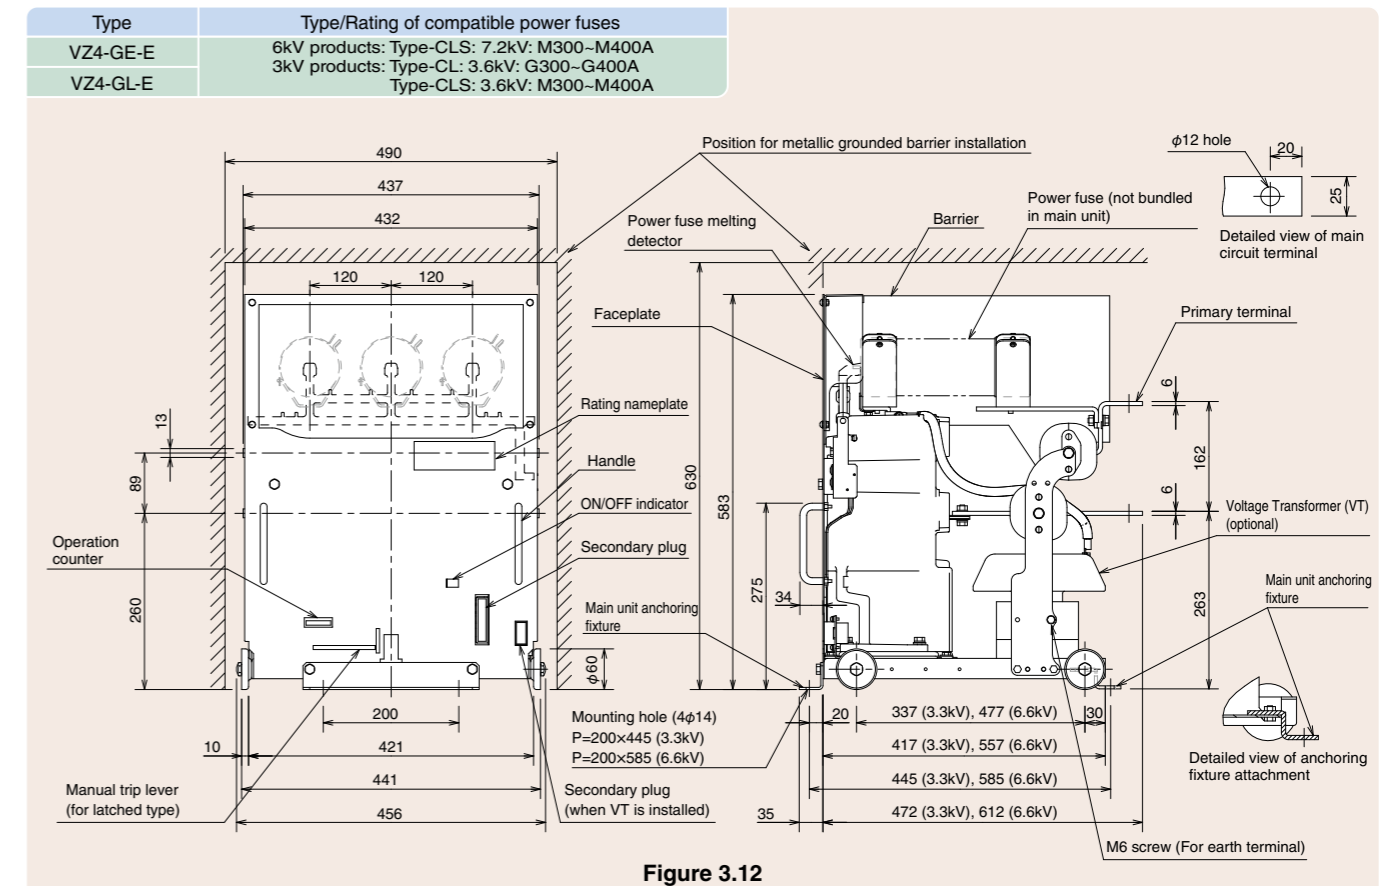 Type
Type/Rating of compatible power fuses
VZ4-GE-E
VZ4-GL-E
6kV products: Type-CLS: 7.2kV: M300~M400A
3kV products: Type-CL: 3.6kV: G300~G400A
Type-CLS: 3.6kV: M300~M400A
490
437
432
120
120
13
89
260
Operation
counter
10
200
421
441
456
φ60
Manual trip lever
(for latched type)
Secondary plug
(when VT is installed)
Position for metallic grounded barrier installation
Power fuse melting
detector
Barrier
Power fuse (not bundled
in main unit)
Faceplate
Rating nameplate
Handle
ON/OFF indicator
Secondary plug
Main unit anchoring
fixture
Mounting hole (4φ14)
P=200×445 (3.3kV)
P=200×585 (6.6kV)
630
583
275
34
20
337 (3.3kV), 477 (6.6kV)
30
417 (3.3kV), 557 (6.6kV)
445 (3.3kV), 585 (6.6kV)
35
472 (3.3kV), 612 (6.6kV)
φ12 hole
20
25
Detailed view of main
circuit terminal
Primary terminal
6
162
6
263
Voltage Transformer (VT)
(optional)
Main unit anchoring
fixture
Detailed view of anchoring
fixture attachment
M6 screw (For earth terminal)
Figure 3.12